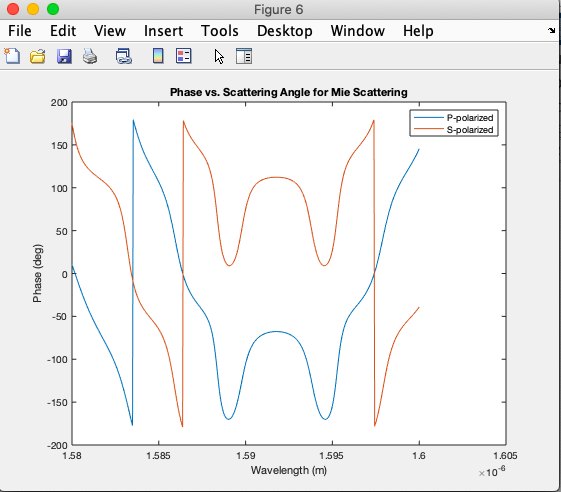 Figure 6
File Edit View Insert Tools Desktop Window Help
Phase vs. Scattering Angle for Mie Scattering
P-polarized
S-polarized
200
150
100
50
0
-50
-100
-150
-200
Phase (deg)
1.58 1.585 1.59 1.595 1.6 1.605
Wavelength (m)
×10-6